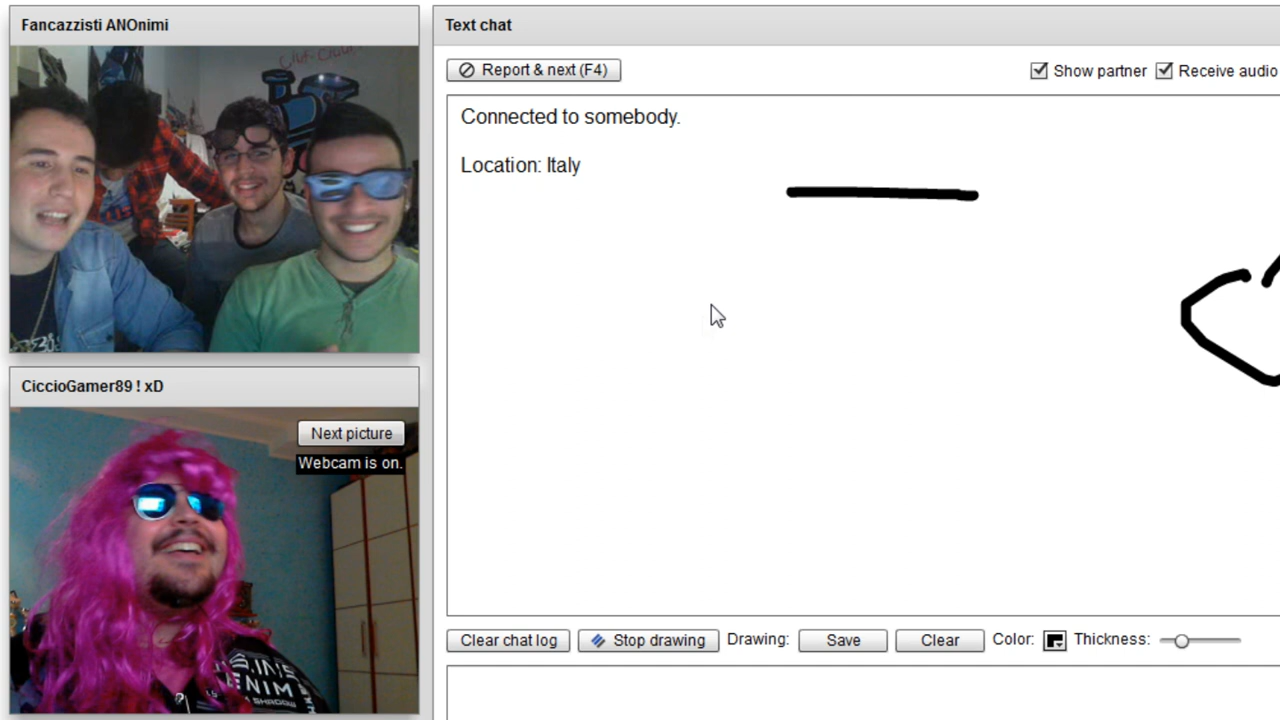 Fancazzisti ANOnimi
Text chat
Report & next (F4)
Show partner
Receive audio
Connected to somebody.
Location: Italy
CiccioGamer89 ! xD
Next picture
Webcam is on.
ENIM
Clear chat log
Stop drawing
Drawing:
Save
Clear
Color:
Thickness: